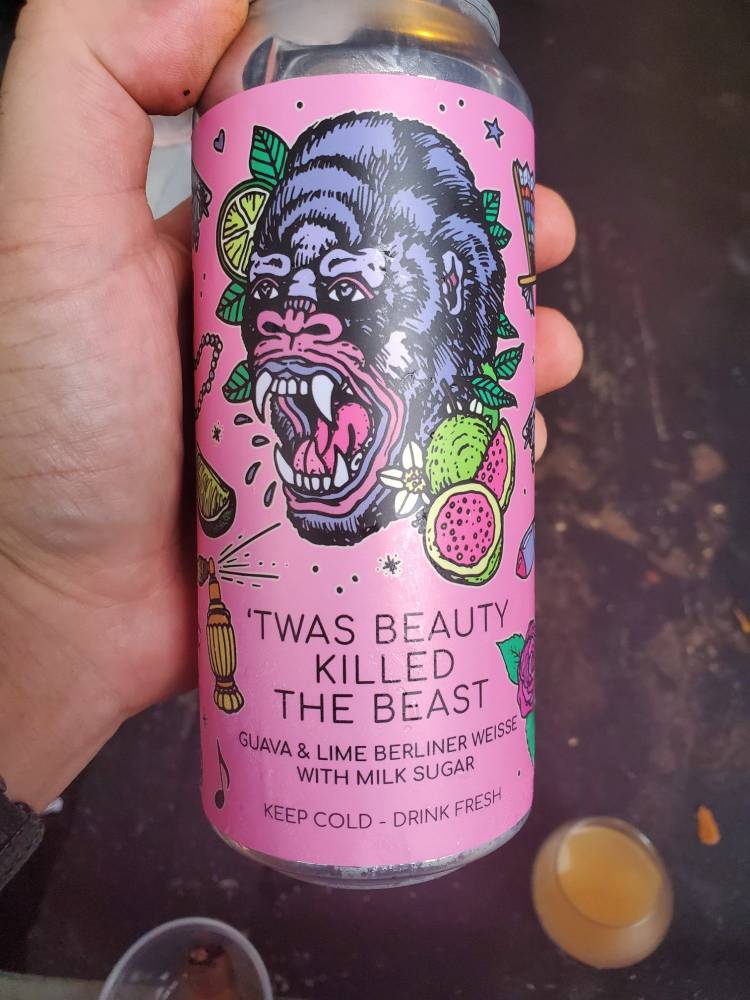 ‘TWAS BEAUTY
KILLED
THE BEAST
GUAVA & LIME BERLINER WEISSE
WITH MILK SUGAR
KEEP COLD - DRINK FRESH